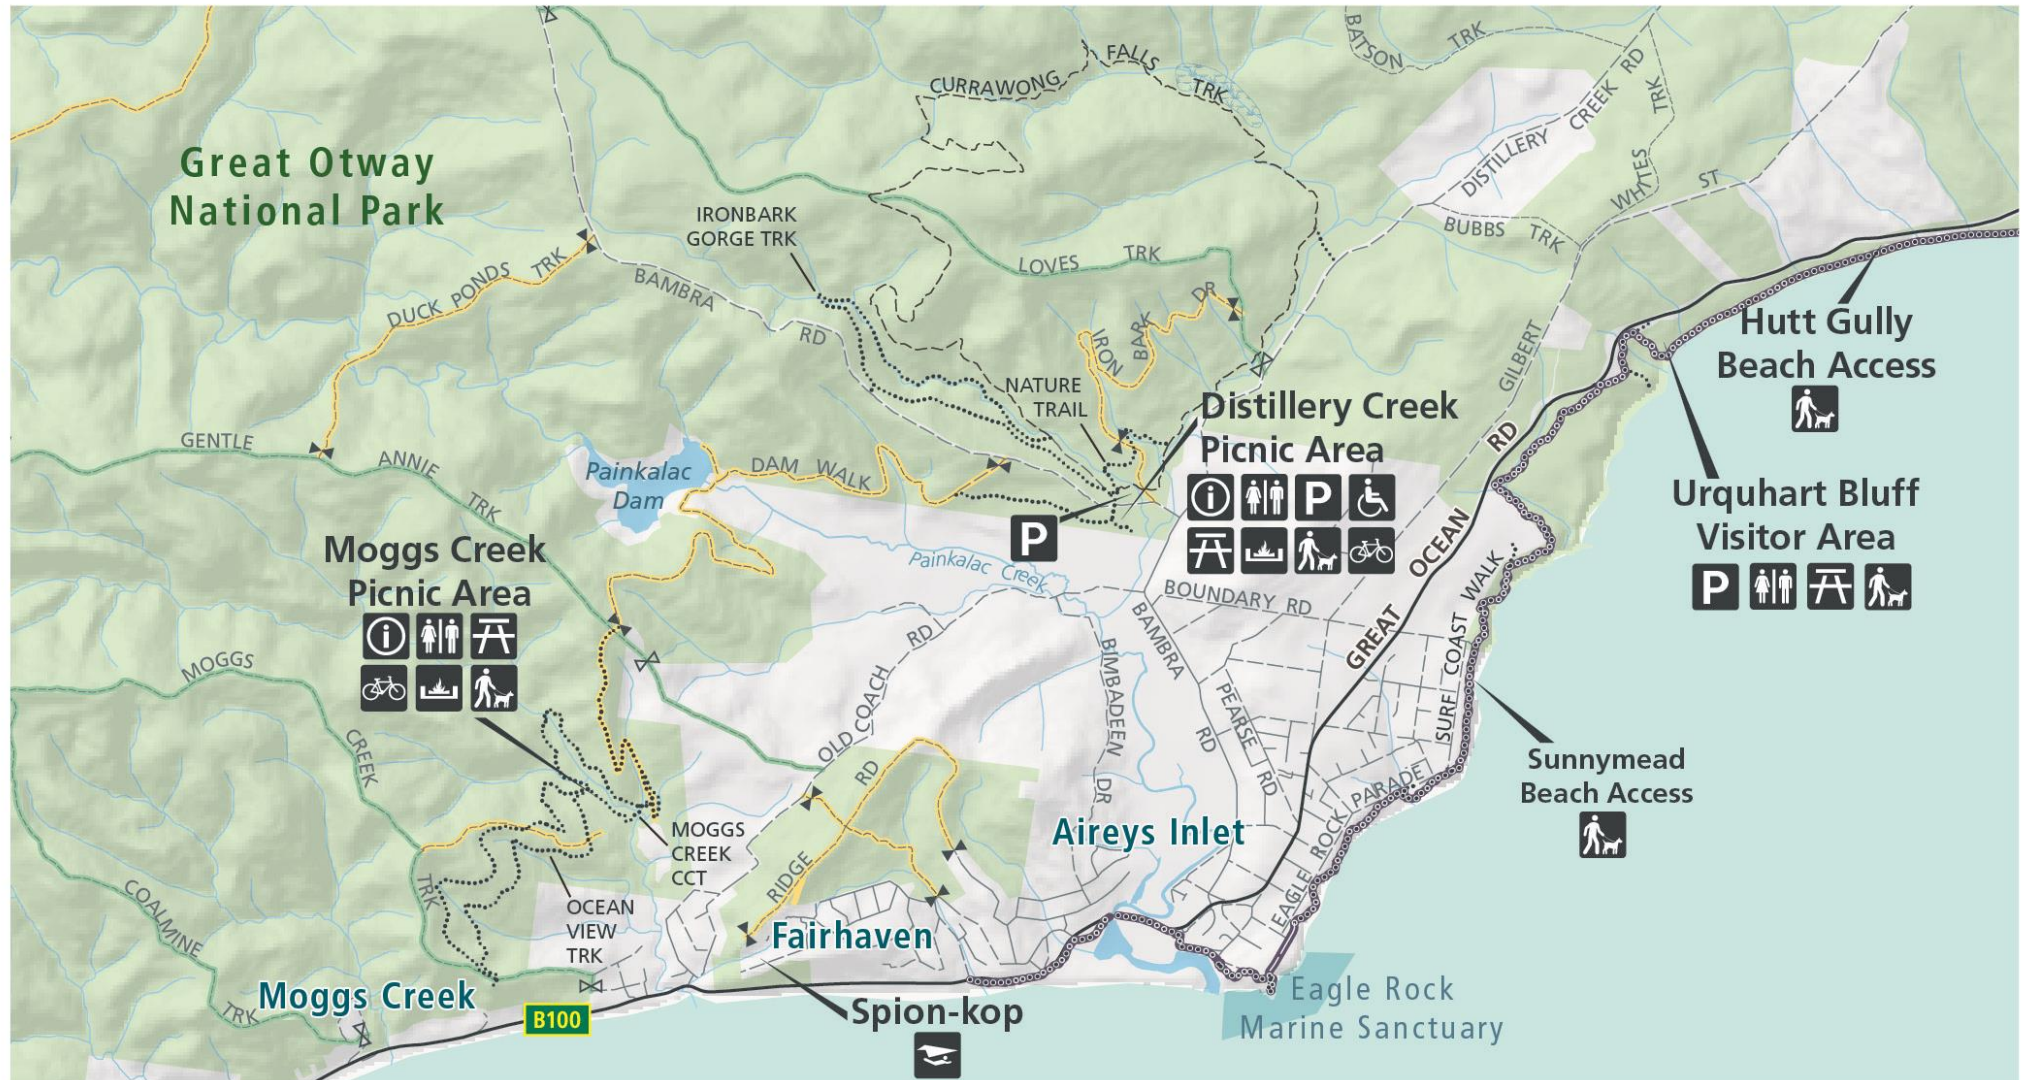 BATSON
TRK
CURRAWONG
FALLS
TRK
DISTILLERY
CREEK
RD
WHYTES
TRK
ST
Great Otway
National Park
IRONBARK
GORGE TRK
BUBBS
TRK
DUCK PONDS
TRK
BAMBRA
RD
LOVES
TRK
IRON
BARK
DR
GILBERT
Hutt Gully
Beach Access
NATURE
TRAIL
Distillery Creek
Picnic Area
i
P
GENTLE
ANNIE
TRK
Painkalac
Dam
DAM WALK
P
Urquhart Bluff
Visitor Area
P
GREAT
OCEAN
RD
Moggs Creek
Picnic Area
i
Painkalac Creek
BOUNDARY RD
SURF COAST WALK
OLD COACH
RD
BIMBADEEN
DR
BAMBRA
RD
PEARSE
RD
MOGGS
CREEK
TRK
Sunnymead
Beach Access
EAGLE ROCK
PARADE
Aireys Inlet
MOGGS
CREEK
CCT
RIDGE
RD
OCEAN
VIEW
TRK
COALMINE
TRK
Fairhaven
Moggs Creek
B100
Spion-kop
Eagle Rock
Marine Sanctuary